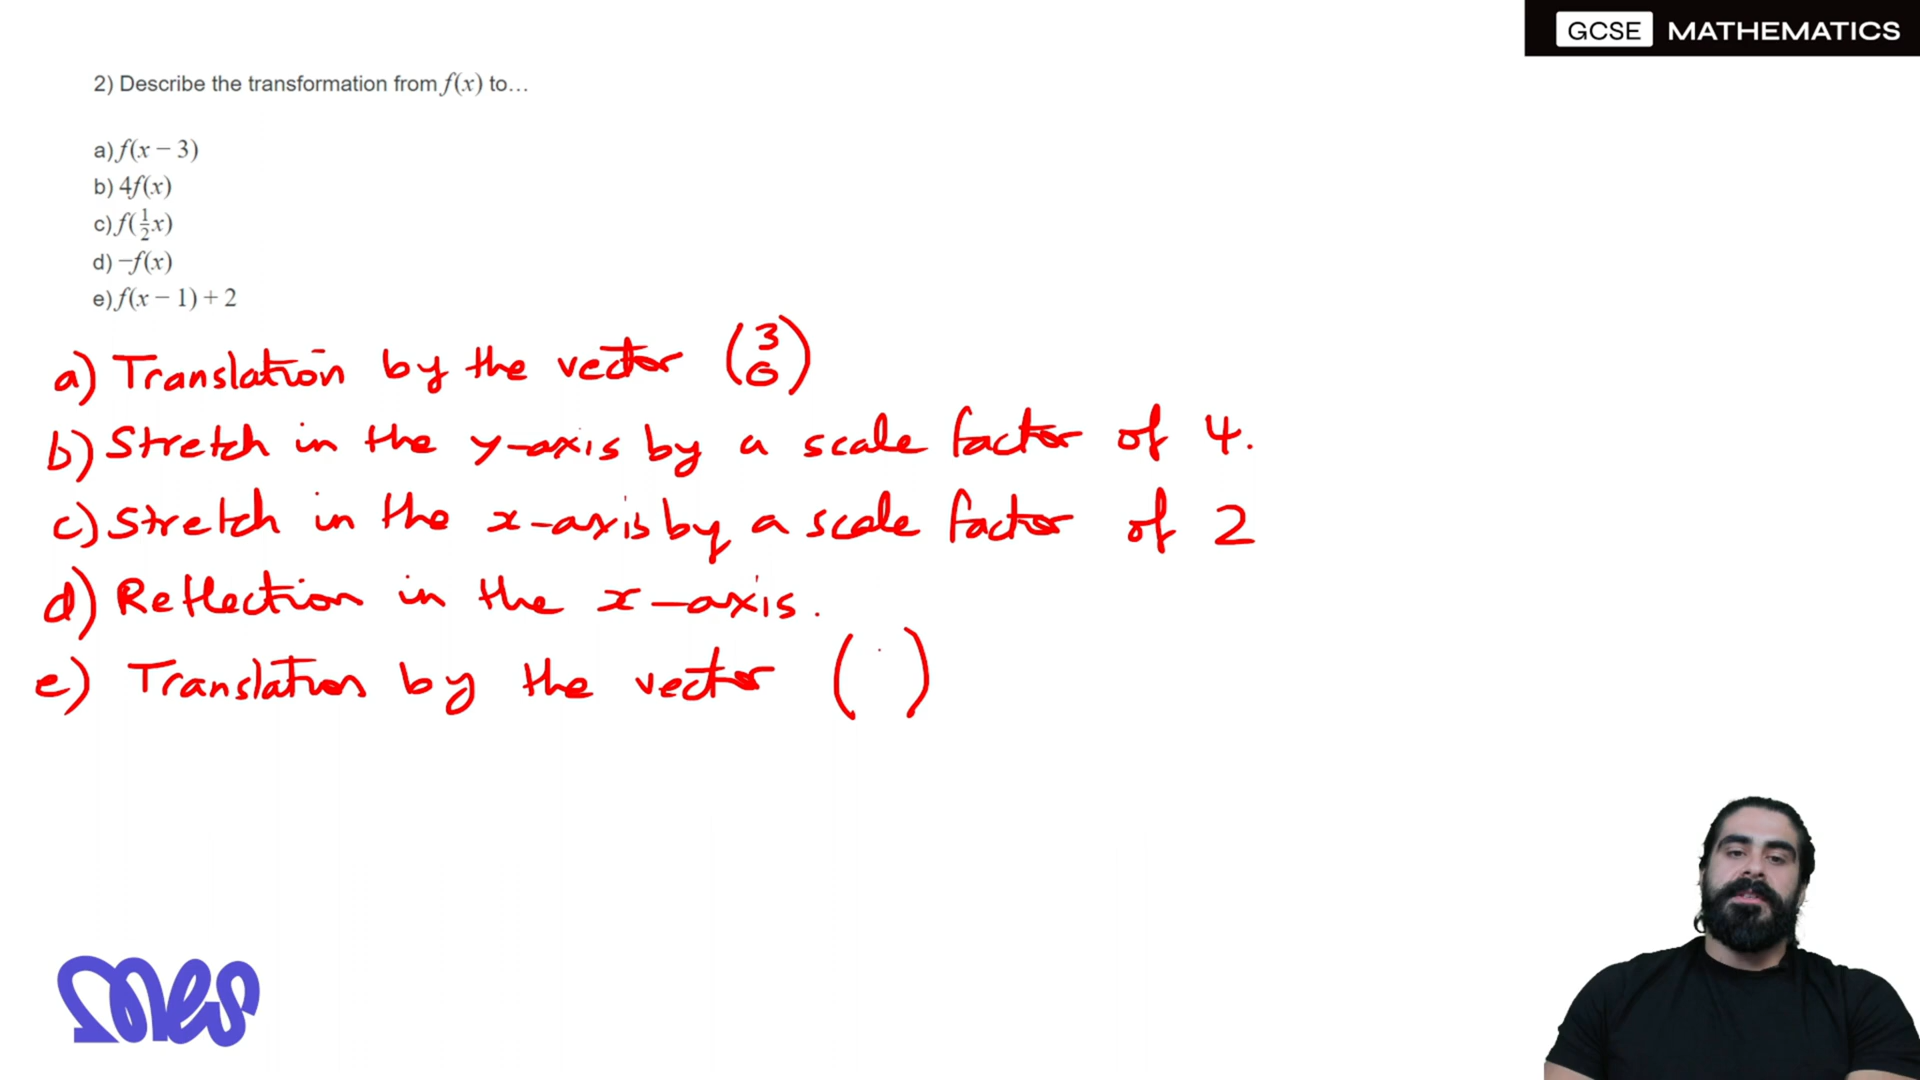 GCSE MATHEMATICS
2) Describe the transformation from f(x) to…
a) f(x − 3)
b) 4f(x)
c) f(½x)
d) −f(x)
e) f(x − 1) + 2
a) Translation by the vector (3 0)
b) Stretch in the y-axis by a scale factor of 4.
c) Stretch in the x-axis by a scale factor of 2
d) Reflection in the x-axis.
e) Translation by the vector ( )
mes